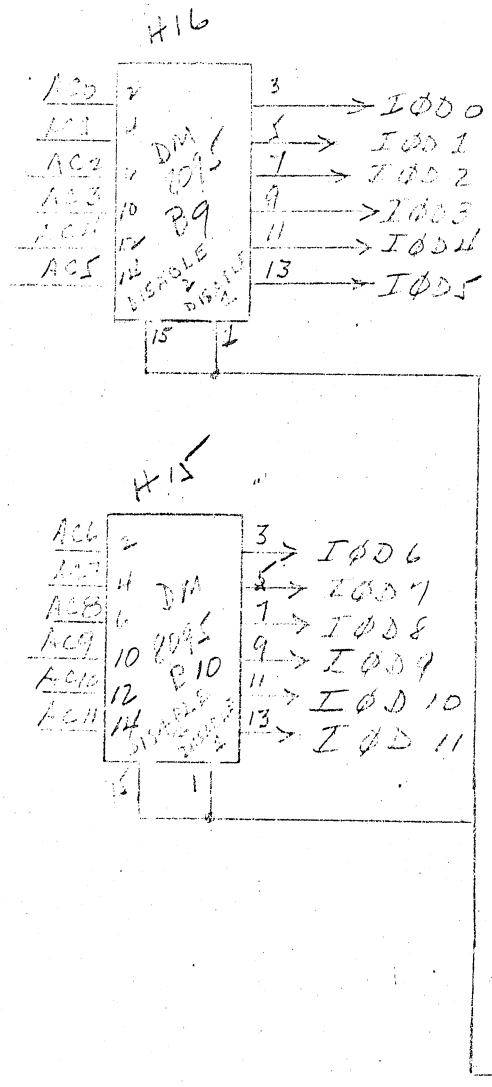 H16
AC0 2 3 IØD0
AC1 4 5 IØD1
AC2 6 7 IØD2
AC3 10 9 IØD3
AC4 12 11 IØD4
AC5 14 13 IØD5
DM
8095
B9
DISABLE 2
DISABLE 1
15 1
H15
AC6 2 3 IØD6
AC7 4 5 IØD7
AC8 6 7 IØD8
AC9 10 9 IØD9
AC10 12 11 IØD10
AC11 14 13 IØD11
DM
8095
B10
DISABLE 2
DISABLE 1
15 1